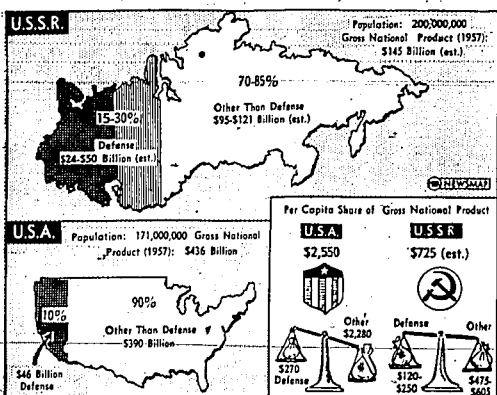 U.S.S.R.
Population: 200,000,000
Gross National Product (1957):
$145 Billion (est.)
70-85%
Other Than Defense
$95-$121 Billion (est.)
15-30%
Defense
$24-$50 Billion (est.)
NEWSMAP
U.S.A.
Population: 171,000,000 Gross National
Product (1957): $436 Billion
90%
Other Than Defense
$390 Billion
10%
$46 Billion
Defense
Per Capita Share of Gross National Product
U.S.A.
$2,550
Other
$2,280
$270
Defense
USSR
$725 (est.)
Defense
Other
$120-
$250
$475-
$605